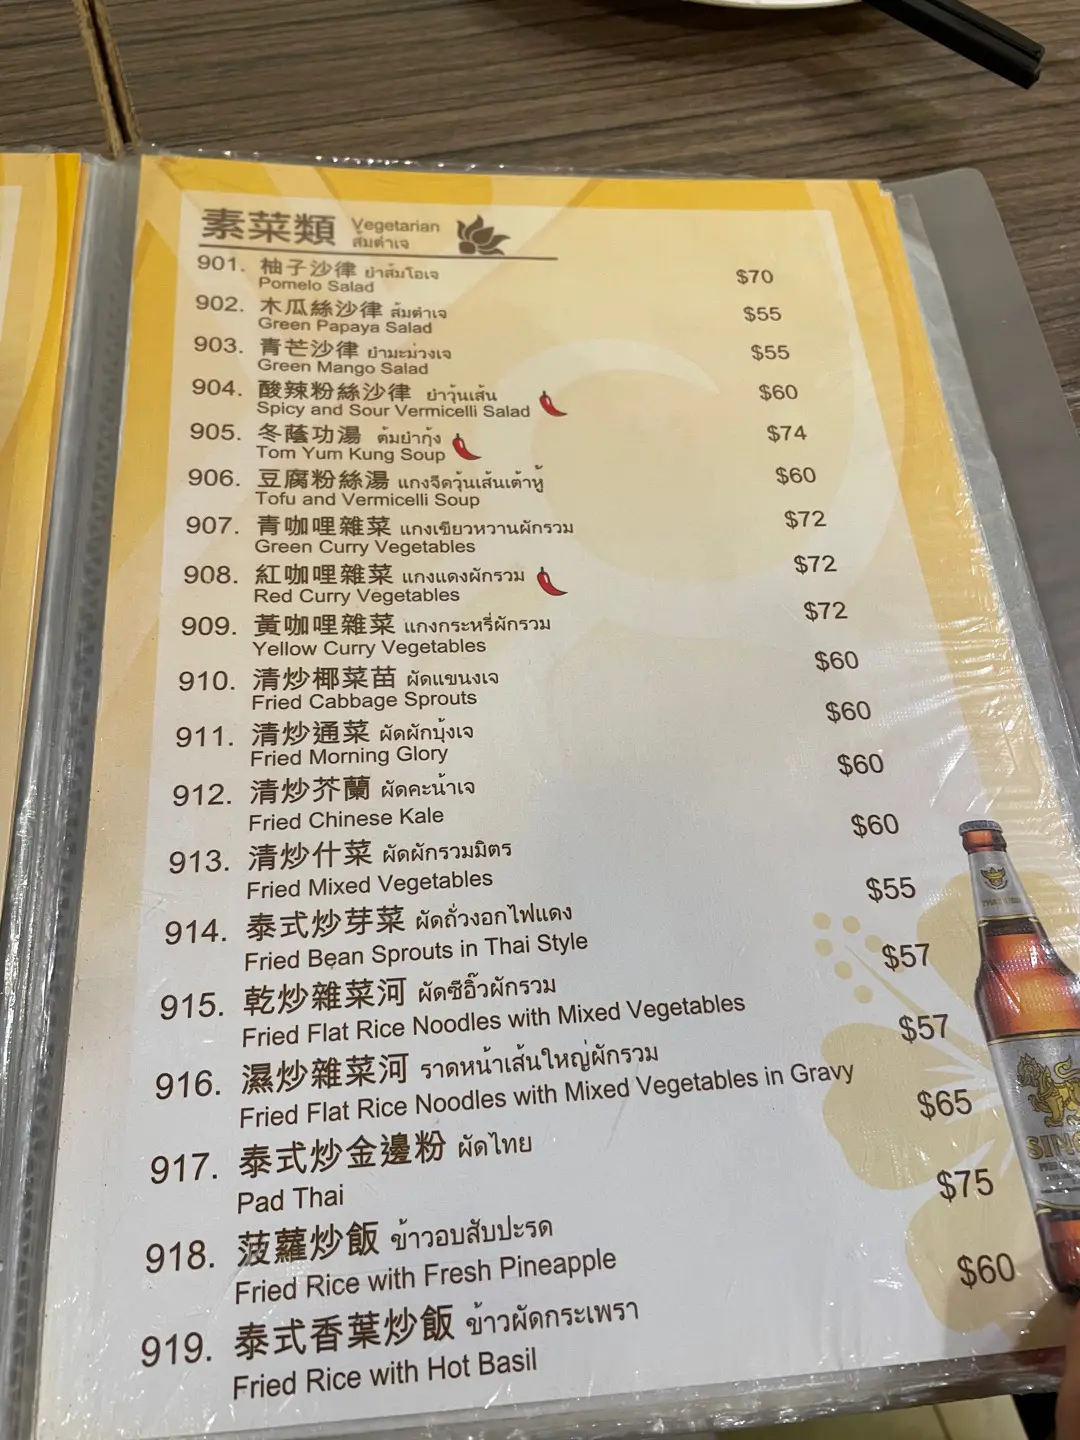 素菜類 Vegetarian
ส้มตำเจ
901. 柚子沙律 ยำส้มโอเจ $70
Pomelo Salad
902. 木瓜絲沙律 ส้มตำเจ $55
Green Papaya Salad
903. 青芒沙律 ยำมะม่วงเจ $55
Green Mango Salad
904. 酸辣粉絲沙律 ยำวุ้นเส้น $60
Spicy and Sour Vermicelli Salad
905. 冬蔭功湯 ต้มยำกุ้ง $74
Tom Yum Kung Soup
906. 豆腐粉絲湯 แกงจืดวุ้นเส้นเต้าหู้ $60
Tofu and Vermicelli Soup
907. 青咖哩雜菜 แกงเขียวหวานผักรวม $72
Green Curry Vegetables
908. 紅咖哩雜菜 แกงแดงผักรวม $72
Red Curry Vegetables
909. 黃咖哩雜菜 แกงกระหรี่ผักรวม $72
Yellow Curry Vegetables
910. 清炒椰菜苗 ผัดแขนงเจ $60
Fried Cabbage Sprouts
911. 清炒通菜 ผัดผักบุ้งเจ $60
Fried Morning Glory
912. 清炒芥蘭 ผัดคะน้าเจ $60
Fried Chinese Kale
913. 清炒什菜 ผัดผักรวมมิตร $60
Fried Mixed Vegetables
914. 泰式炒芽菜 ผัดถั่วงอกไฟแดง $55
Fried Bean Sprouts in Thai Style
915. 乾炒雜菜河 ผัดซีอิ๊วผักรวม $57
Fried Flat Rice Noodles with Mixed Vegetables
916. 濕炒雜菜河 ราดหน้าเส้นใหญ่ผักรวม $57
Fried Flat Rice Noodles with Mixed Vegetables in Gravy
917. 泰式炒金邊粉 ผัดไทย $65
Pad Thai
918. 菠蘿炒飯 ข้าวอบสับปะรด $75
Fried Rice with Fresh Pineapple
919. 泰式香葉炒飯 ข้าวผัดกระเพรา $60
Fried Rice with Hot Basil